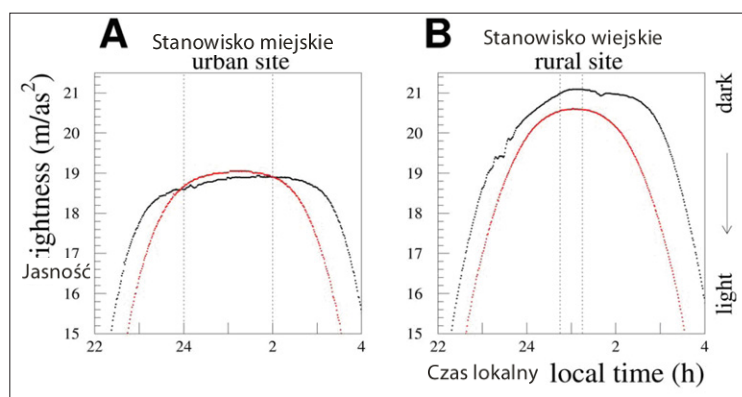 A
Stanowisko miejskie
urban site
B
Stanowisko wiejskie
rural site
ightness (m/as²)
Jasność
21
20
19
18
17
16
15
22
24
2
4
21
20
19
18
17
16
15
22
24
2
4
dark
light
Czas lokalny local time (h)